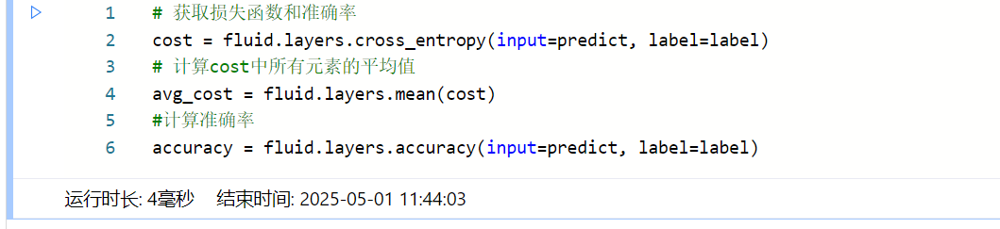 1 # 获取损失函数和准确率
2 cost = fluid.layers.cross_entropy(input=predict, label=label)
3 # 计算cost中所有元素的平均值
4 avg_cost = fluid.layers.mean(cost)
5 #计算准确率
6 accuracy = fluid.layers.accuracy(input=predict, label=label)
运行时长: 4毫秒 结束时间: 2025-05-01 11:44:03